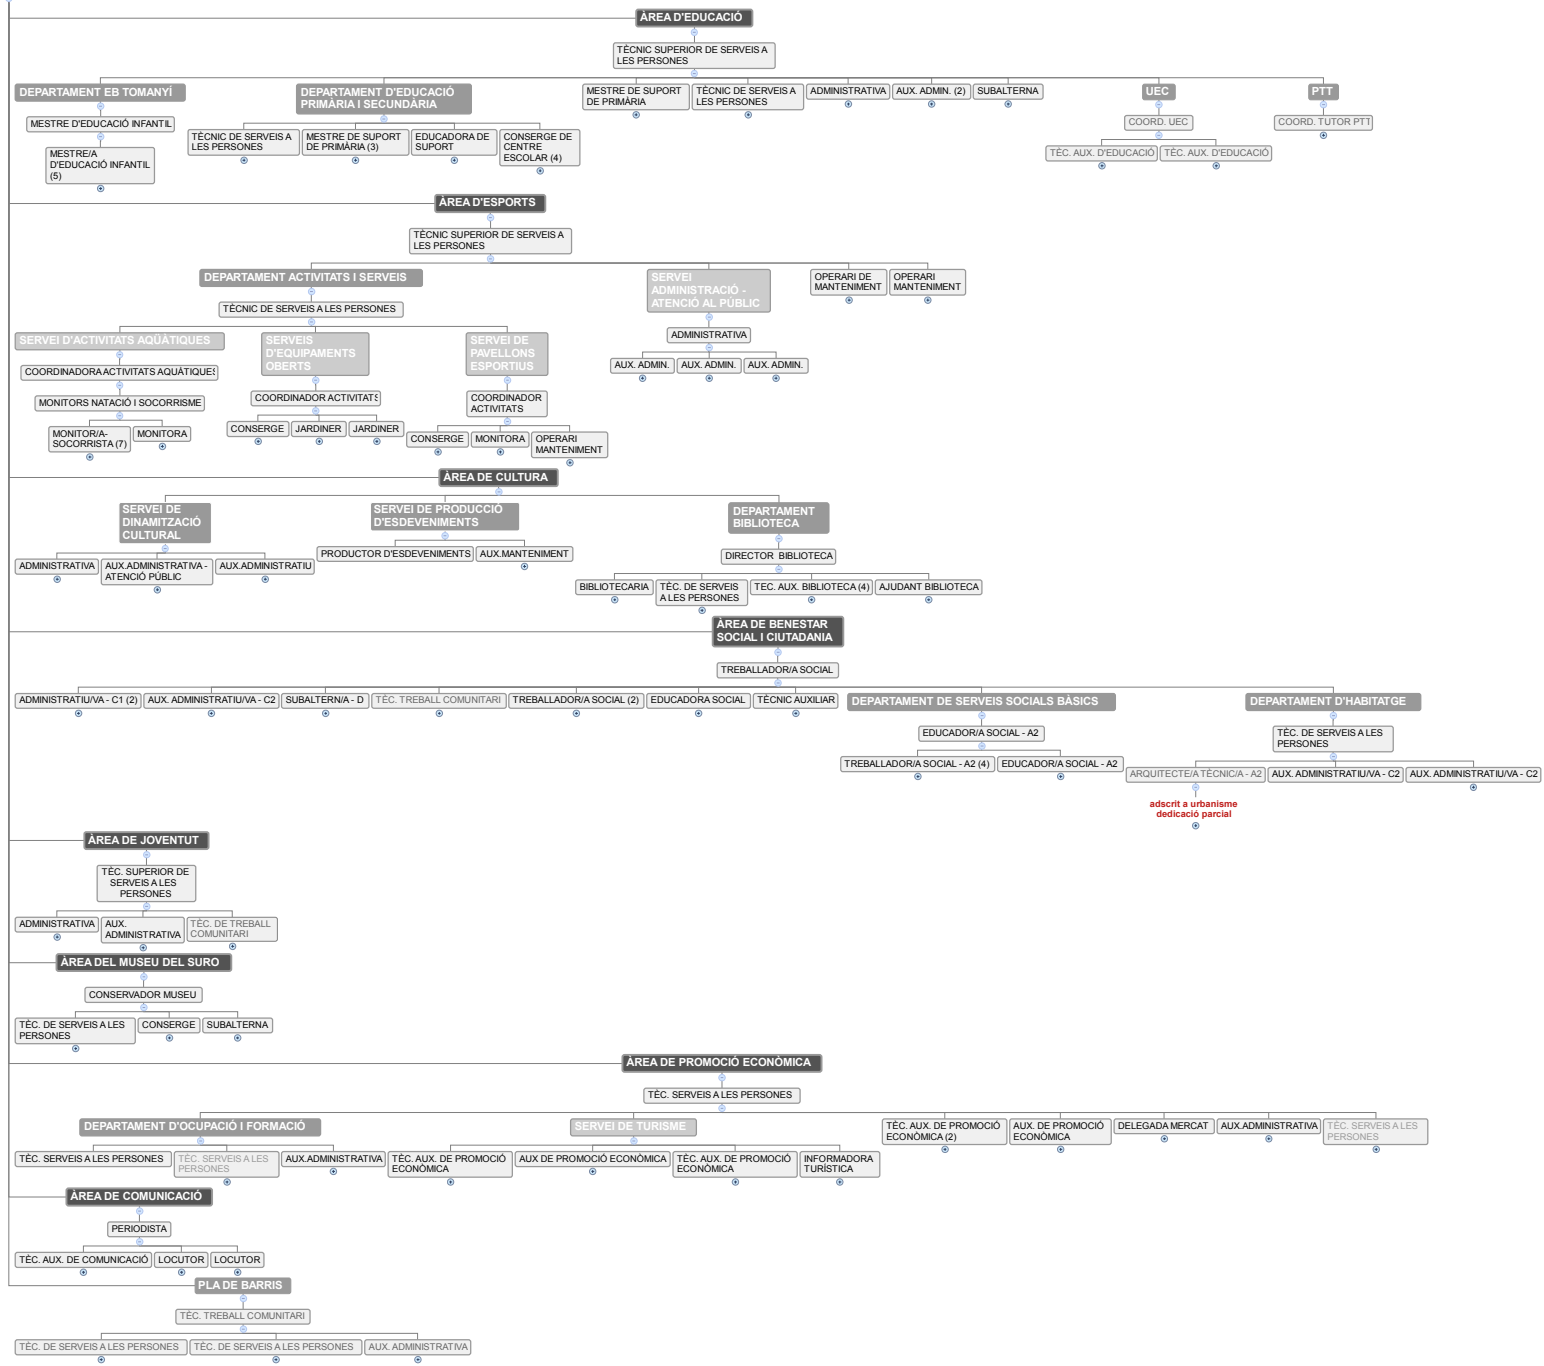 ÀREA D'EDUCACIÓ
TÈCNIC SUPERIOR DE SERVEIS A
LES PERSONES
DEPARTAMENT EB TOMANYÍ
MESTRE D'EDUCACIÓ INFANTIL
MESTRE/A
D'EDUCACIÓ INFANTIL
(5)
DEPARTAMENT D'EDUCACIÓ
PRIMÀRIA I SECUNDÀRIA
TÈCNIC DE SERVEIS A
LES PERSONES
MESTRE DE SUPORT
DE PRIMÀRIA (3)
EDUCADORA DE
SUPORT
CONSERGE DE
CENTRE
ESCOLAR (4)
MESTRE DE SUPORT
DE PRIMÀRIA
TÈCNIC DE SERVEIS A
LES PERSONES
ADMINISTRATIVA
AUX. ADMIN. (2)
SUBALTERNA
UEC
COORD. UEC
TÈC. AUX. D'EDUCACIÓ
TÈC. AUX. D'EDUCACIÓ
PTT
COORD. TUTOR PTT
ÀREA D'ESPORTS
TÈCNIC SUPERIOR DE SERVEIS A
LES PERSONES
DEPARTAMENT ACTIVITATS I SERVEIS
TÈCNIC DE SERVEIS A LES PERSONES
SERVEI D'ACTIVITATS AQÜÀTIQUES
COORDINADORA ACTIVITATS AQUÀTIQUES
MONITORS NATACIÓ I SOCORRISME
MONITOR/A-
SOCORRISTA (7)
MONITORA
SERVEIS
D'EQUIPAMENTS
OBERTS
COORDINADOR ACTIVITATS
CONSERGE
JARDINER
JARDINER
SERVEI DE
PAVELLONS
ESPORTIUS
COORDINADOR
ACTIVITATS
CONSERGE
MONITORA
OPERARI
MANTENIMENT
SERVEI
ADMINISTRACIÓ -
ATENCIÓ AL PÚBLIC
ADMINISTRATIVA
AUX. ADMIN.
AUX. ADMIN.
AUX. ADMIN.
OPERARI DE
MANTENIMENT
OPERARI
MANTENIMENT
ÀREA DE CULTURA
SERVEI DE
DINAMITZACIÓ
CULTURAL
ADMINISTRATIVA
AUX.ADMINISTRATIVA -
ATENCIÓ PÚBLIC
AUX.ADMINISTRATIU
SERVEI DE PRODUCCIÓ
D'ESDEVENIMENTS
PRODUCTOR D'ESDEVENIMENTS
AUX.MANTENIMENT
DEPARTAMENT
BIBLIOTECA
DIRECTOR BIBLIOTECA
BIBLIOTECARIA
TÈC. DE SERVEIS
A LES PERSONES
TEC. AUX. BIBLIOTECA (4)
AJUDANT BIBLIOTECA
ÀREA DE BENESTAR
SOCIAL I CIUTADANIA
TREBALLADOR/A SOCIAL
ADMINISTRATIU/VA - C1 (2)
AUX. ADMINISTRATIU/VA - C2
SUBALTERN/A - D
TÈC. TREBALL COMUNITARI
TREBALLADOR/A SOCIAL (2)
EDUCADORA SOCIAL
TÈCNIC AUXILIAR
DEPARTAMENT DE SERVEIS SOCIALS BÀSICS
EDUCADOR/A SOCIAL - A2
TREBALLADOR/A SOCIAL - A2 (4)
EDUCADOR/A SOCIAL - A2
DEPARTAMENT D'HABITATGE
TÈC. DE SERVEIS A LES
PERSONES
ARQUITECTE/A TÈCNIC/A - A2
adscrit a urbanisme
dedicació parcial
AUX. ADMINISTRATIU/VA - C2
AUX. ADMINISTRATIU/VA - C2
ÀREA DE JOVENTUT
TÈC. SUPERIOR DE
SERVEIS A LES
PERSONES
ADMINISTRATIVA
AUX.
ADMINISTRATIVA
TÈC. DE TREBALL
COMUNITARI
ÀREA DEL MUSEU DEL SURO
CONSERVADOR MUSEU
TÈC. DE SERVEIS A LES
PERSONES
CONSERGE
SUBALTERNA
ÀREA DE PROMOCIÓ ECONÒMICA
TÈC. SERVEIS A LES PERSONES
DEPARTAMENT D'OCUPACIÓ I FORMACIÓ
TÈC. SERVEIS A LES PERSONES
TÈC. SERVEIS A LES
PERSONES
AUX.ADMINISTRATIVA
SERVEI DE TURISME
TÈC. AUX. DE PROMOCIÓ
ECONÒMICA
AUX DE PROMOCIÓ ECONÒMICA
TÈC. AUX. DE PROMOCIÓ
ECONÒMICA
INFORMADORA
TURÍSTICA
TÈC. AUX. DE PROMOCIÓ
ECONÒMICA (2)
AUX. DE PROMOCIÓ
ECONÒMICA
DELEGADA MERCAT
AUX.ADMINISTRATIVA
TÈC. SERVEIS A LES
PERSONES
ÀREA DE COMUNICACIÓ
PERIODISTA
TÈC. AUX. DE COMUNICACIÓ
LOCUTOR
LOCUTOR
PLA DE BARRIS
TÈC. TREBALL COMUNITARI
TÈC. DE SERVEIS A LES PERSONES
TÈC. DE SERVEIS A LES PERSONES
AUX. ADMINISTRATIVA